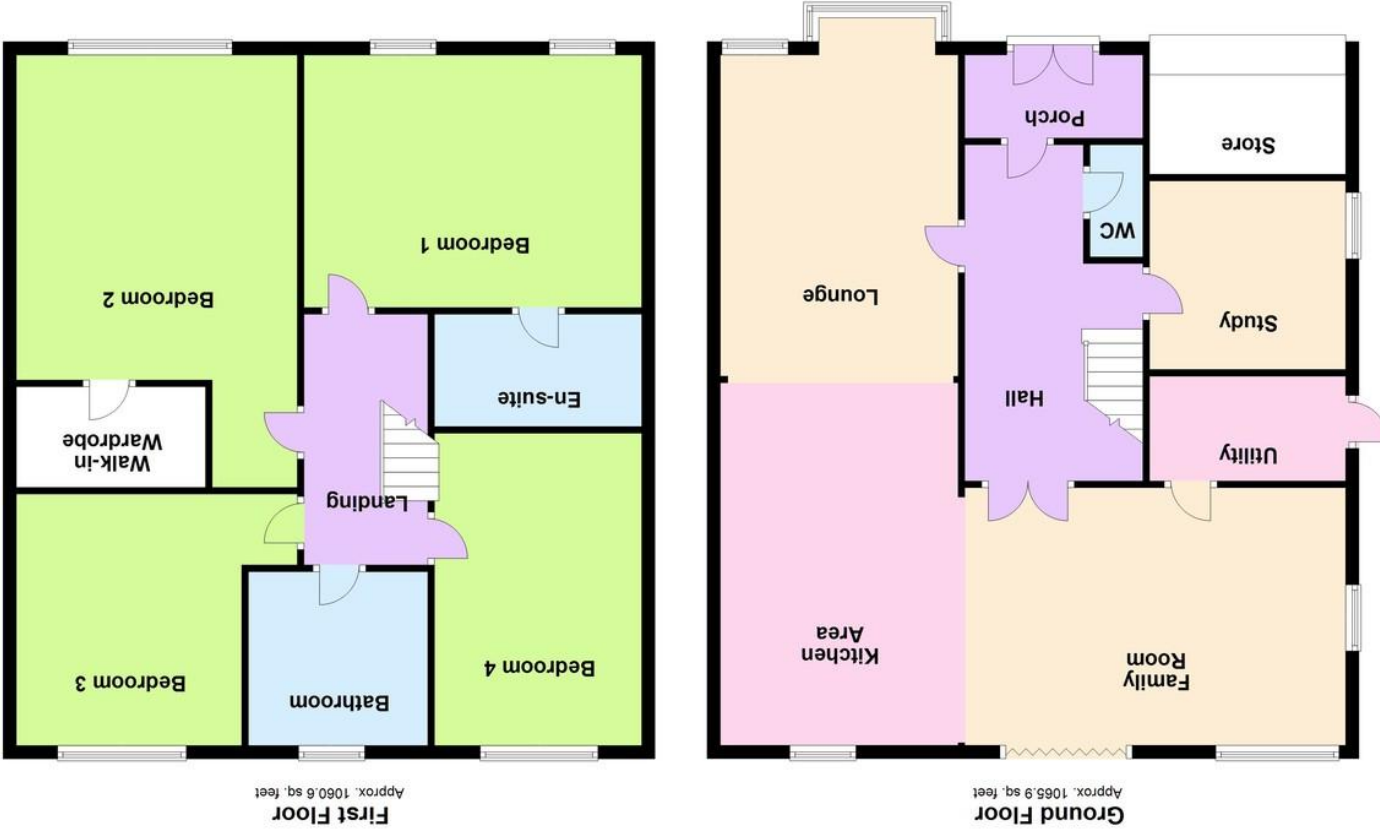 Ground Floor
Approx. 1065.9 sq. feet
Family
Room
Kitchen
Area
Utility
Hall
Study
Lounge
WC
Store
Porch
First Floor
Approx. 1060.6 sq. feet
Bedroom 4
Bathroom
Bedroom 3
Landing
Walk-in
Wardrobe
En-suite
Bedroom 2
Bedroom 1